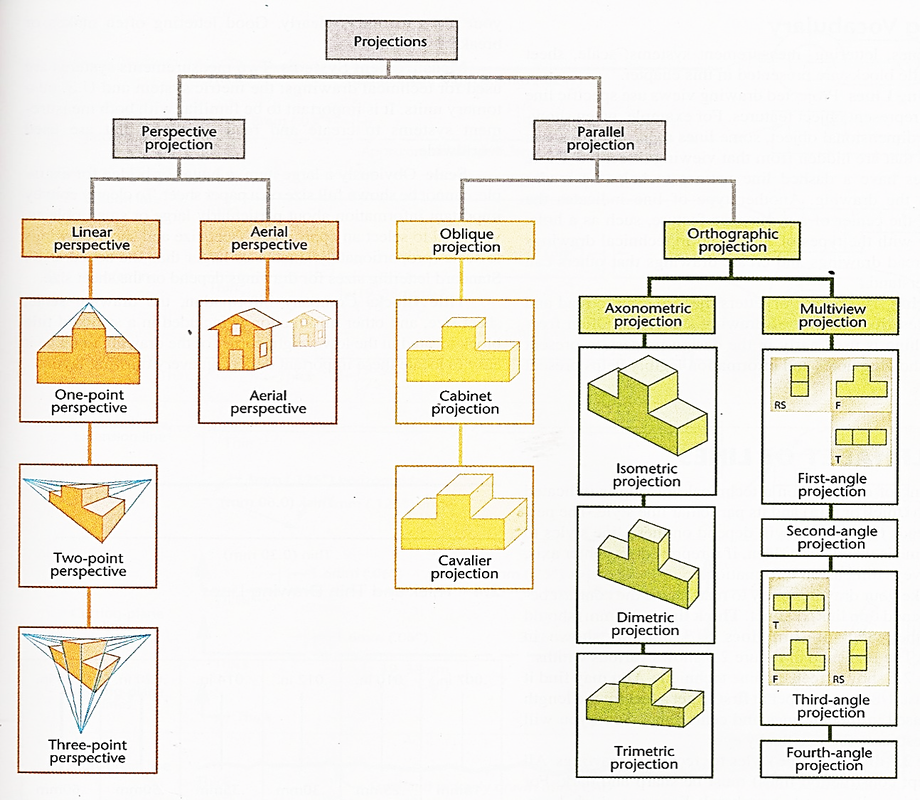 Projections
Perspective
projection
Parallel
projection
Linear
perspective
Aerial
perspective
Oblique
projection
Orthographic
projection
Axonometric
projection
Multiview
projection
One-point
perspective
Aerial
perspective
Cabinet
projection
Isometric
projection
RS
F
T
First-angle
projection
Two-point
perspective
Cavalier
projection
Dimetric
projection
Second-angle
projection
T
F
RS
Third-angle
projection
Three-point
perspective
Trimetric
projection
Fourth-angle
projection